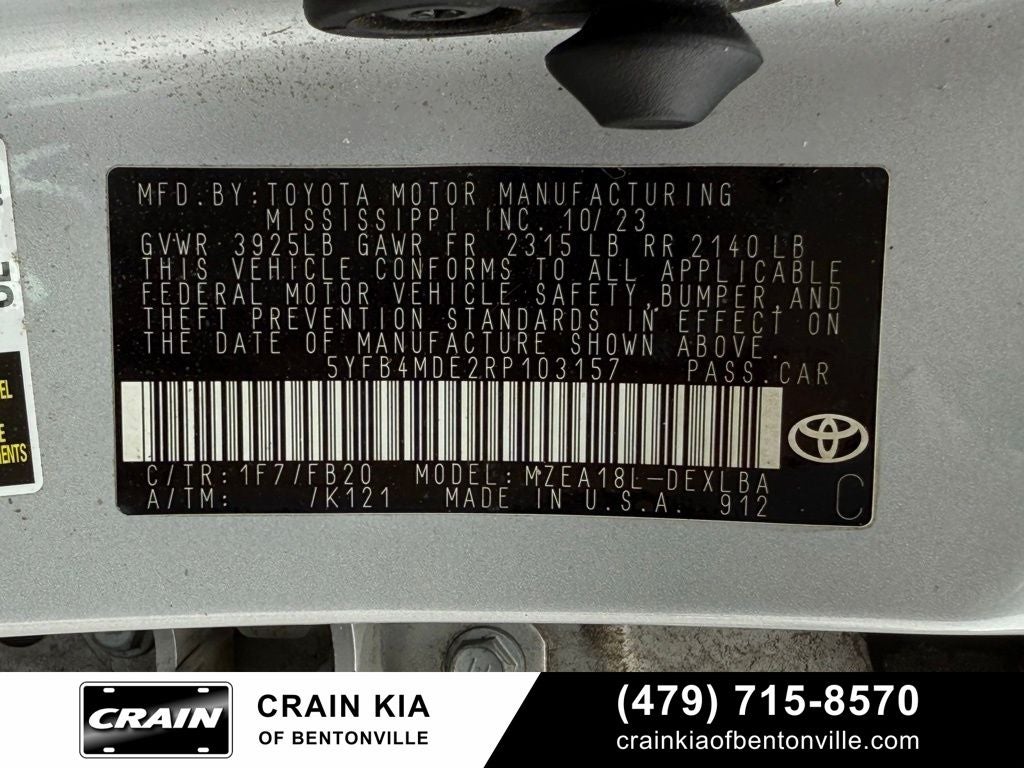 MFD.BY:TOYOTA MOTOR MANUFACTURING
MISSISSIPPI INC. 10/23
GVWR 3925LB GAWR FR 2315 LB RR 2140 LB
THIS VEHICLE CONFORMS TO ALL APPLICABLE
FEDERAL MOTOR VEHICLE SAFETY,BUMPER,AND
THEFT PREVENTION STANDARDS IN EFFECT ON
THE DATE OF MANUFACTURE SHOWN ABOVE.
5YFB4MDE2RP103157 PASS.CAR
C/TR:1F7/FB20 MODEL:MZEA18L-DEXLBA
A/TM: /K121 MADE IN U.S.A. 912
C
CRAIN
CRAIN KIA
OF BENTONVILLE
(479) 715-8570
crainkiaofbentonville.com